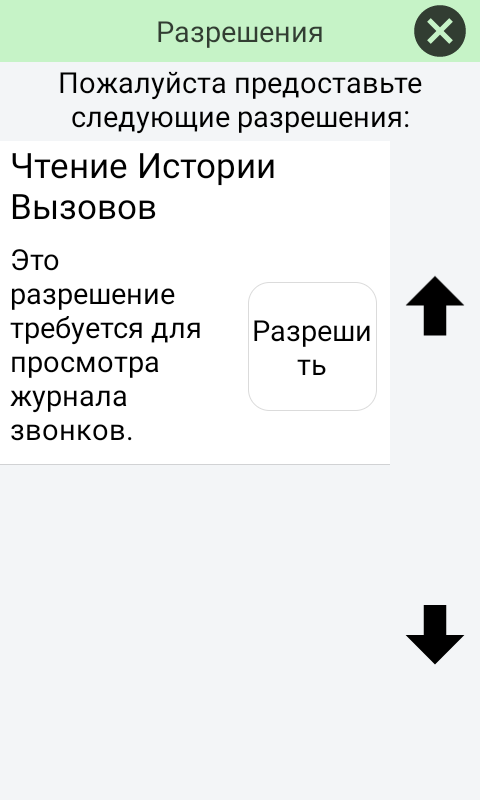 Разрешения
Пожалуйста предоставьте
следующие разрешения:
Чтение Истории
Вызовов
Это
разрешение
требуется для
просмотра
журнала
звонков.
Разреши
ть